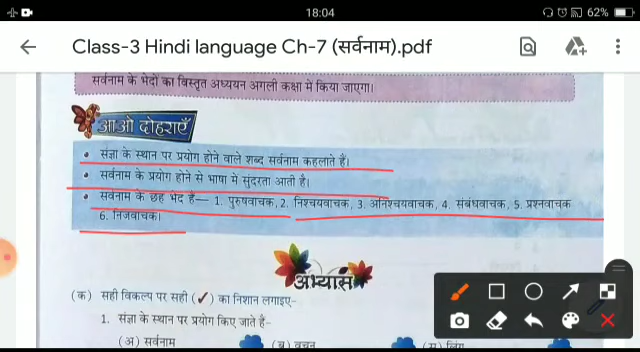 18:04
62%
Class-3 Hindi language Ch-7 (सर्वनाम).pdf
सर्वनाम के भेदों का विस्तृत अध्ययन अगली कक्षा में किया जाएगा।
आओ दोहराएँ
• संज्ञा के स्थान पर प्रयोग होने वाले शब्द सर्वनाम कहलाते हैं।
• सर्वनाम के प्रयोग होने से भाषा में सुंदरता आती है।
• सर्वनाम के छह भेद हैं— 1. पुरुषवाचक, 2. निश्चयवाचक, 3. अनिश्चयवाचक, 4. संबंधवाचक, 5. प्रश्नवाचक
6. निजवाचक।
अभ्यास
(क) सही विकल्प पर सही (✓) का निशान लगाइए-
1. संज्ञा के स्थान पर प्रयोग किए जाते हैं-
(अ) सर्वनाम (ब) वचन (स) लिंग